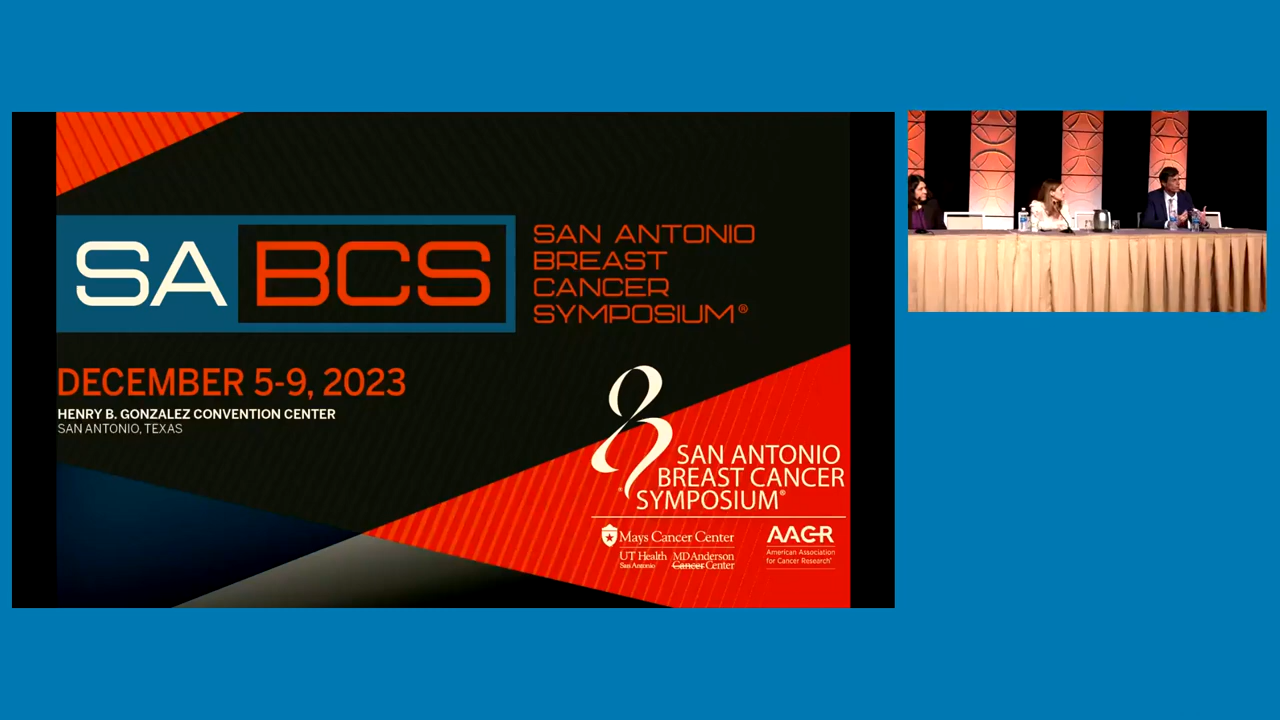 SA BCS
SAN ANTONIO
BREAST
CANCER
SYMPOSIUM®
DECEMBER 5-9, 2023
HENRY B. GONZALEZ CONVENTION CENTER
SAN ANTONIO, TEXAS
SAN ANTONIO
BREAST CANCER
SYMPOSIUM®
Mays Cancer Center
UT Health
San Antonio
MD Anderson
Cancer Center
AACR
American Association
for Cancer Research®